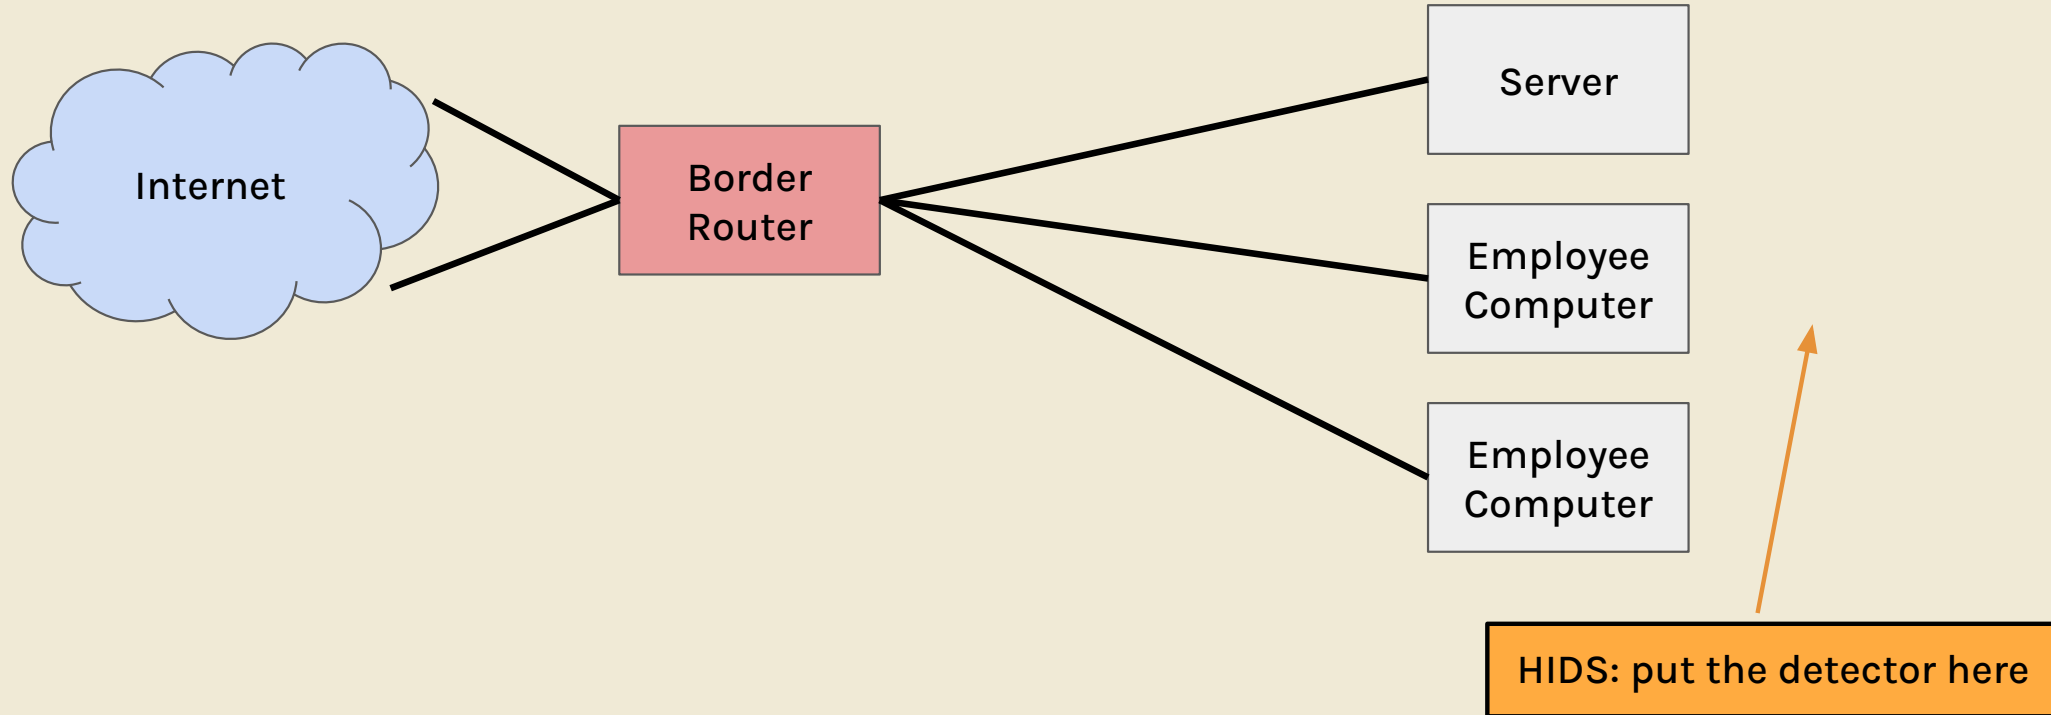 Internet
Border
Router
Server
Employee
Computer
Employee
Computer
HIDS: put the detector here